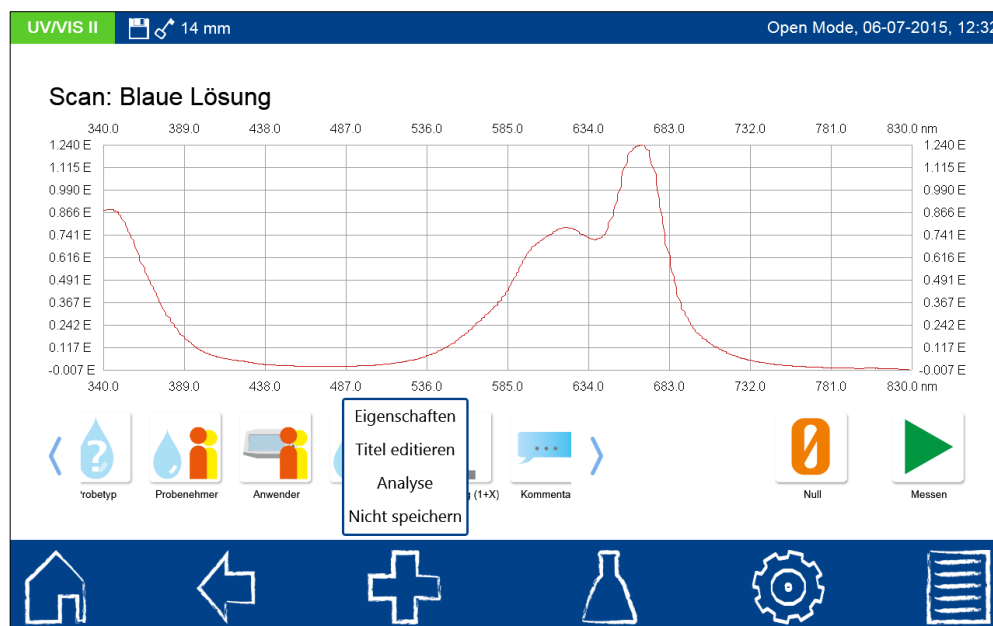 UV/VIS II 14 mm Open Mode, 06-07-2015, 12:32
Scan: Blaue Lösung
340.0 389.0 438.0 487.0 536.0 585.0 634.0 683.0 732.0 781.0 830.0 nm
1.240 E 1.240 E
1.115 E 1.115 E
0.990 E 0.990 E
0.866 E 0.866 E
0.741 E 0.741 E
0.616 E 0.616 E
0.491 E 0.491 E
0.367 E 0.367 E
0.242 E 0.242 E
0.117 E 0.117 E
-0.007 E -0.007 E
340.0 389.0 438.0 487.0 536.0 585.0 634.0 683.0 732.0 781.0 830.0 nm
Eigenschaften
Titel editieren
Analyse
Nicht speichern
robetyp Probenehmer Anwender (1+X) Kommenta Null Messen